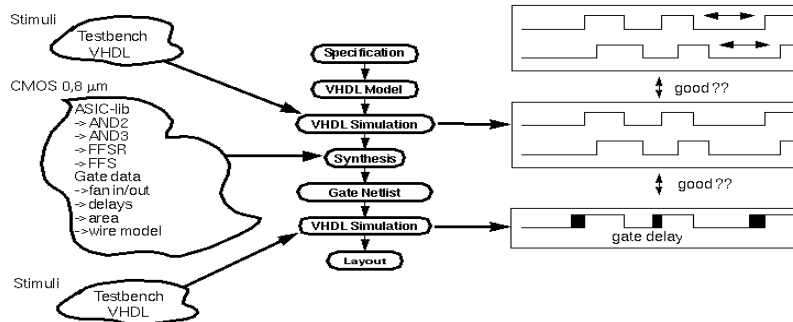 Stimuli
Testbench
VHDL
CMOS 0,8 µm
ASIC-lib
-> AND2
-> AND3
-> FFSR
-> FFS
Gate data
->fan in/out
->delays
->area
->wire model
Stimuli
Testbench
VHDL
Specification
VHDL Model
VHDL Simulation
Synthesis
Gate Netlist
VHDL Simulation
Layout
good ??
good ??
gate delay